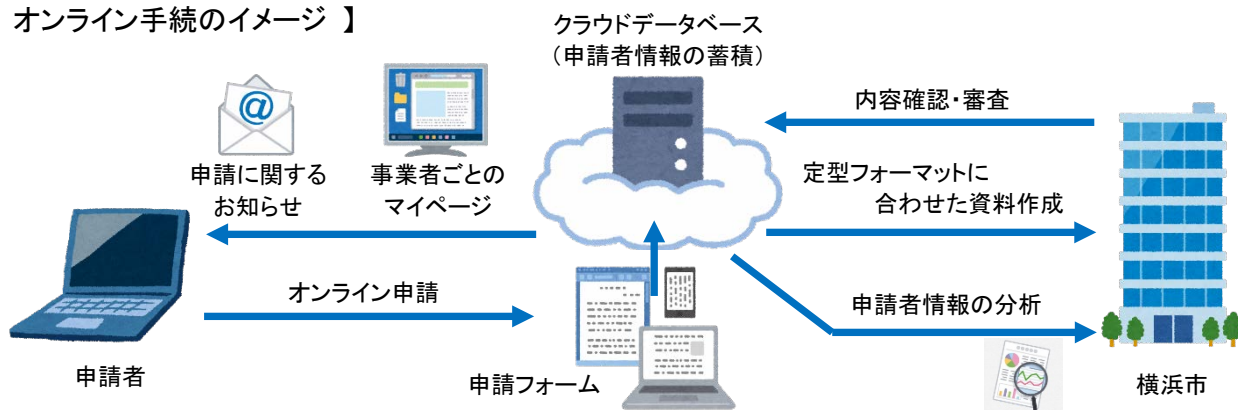 オンライン手続のイメージ 】
クラウドデータベース
（申請者情報の蓄積）
@
申請に関する
お知らせ
事業者ごとの
マイページ
内容確認・審査
定型フォーマットに
合わせた資料作成
オンライン申請
申請者情報の分析
申請者
申請フォーム
横浜市